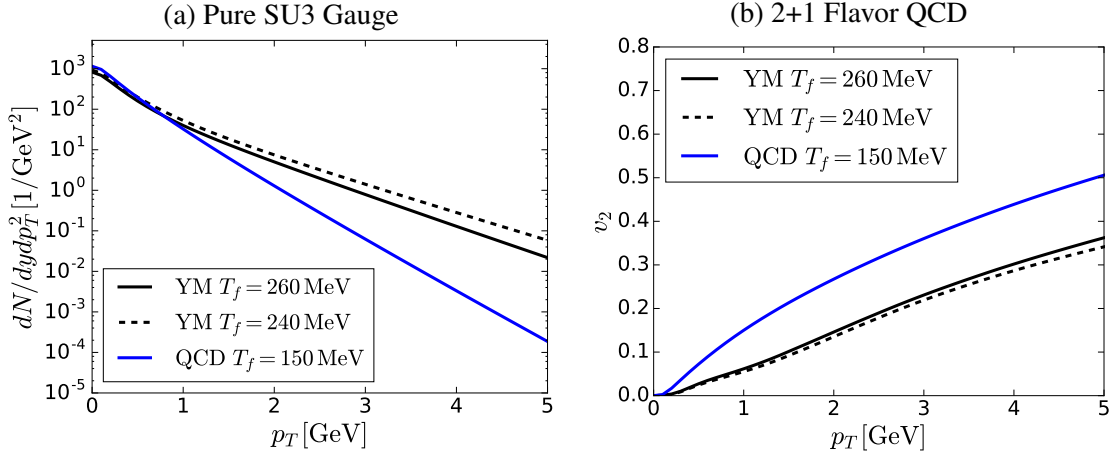 (a) Pure SU3 Gauge
10^3
10^2
10^1
10^0
10^-1
10^-2
10^-3
10^-4
10^-5
dN/dydp_T^2 [1/GeV^2]
YM T_f = 260 MeV
YM T_f = 240 MeV
QCD T_f = 150 MeV
0 1 2 3 4 5
p_T [GeV]
(b) 2+1 Flavor QCD
0.8
0.7
0.6
0.5
0.4
0.3
0.2
0.1
0.0
v_2
YM T_f = 260 MeV
YM T_f = 240 MeV
QCD T_f = 150 MeV
0 1 2 3 4 5
p_T [GeV]